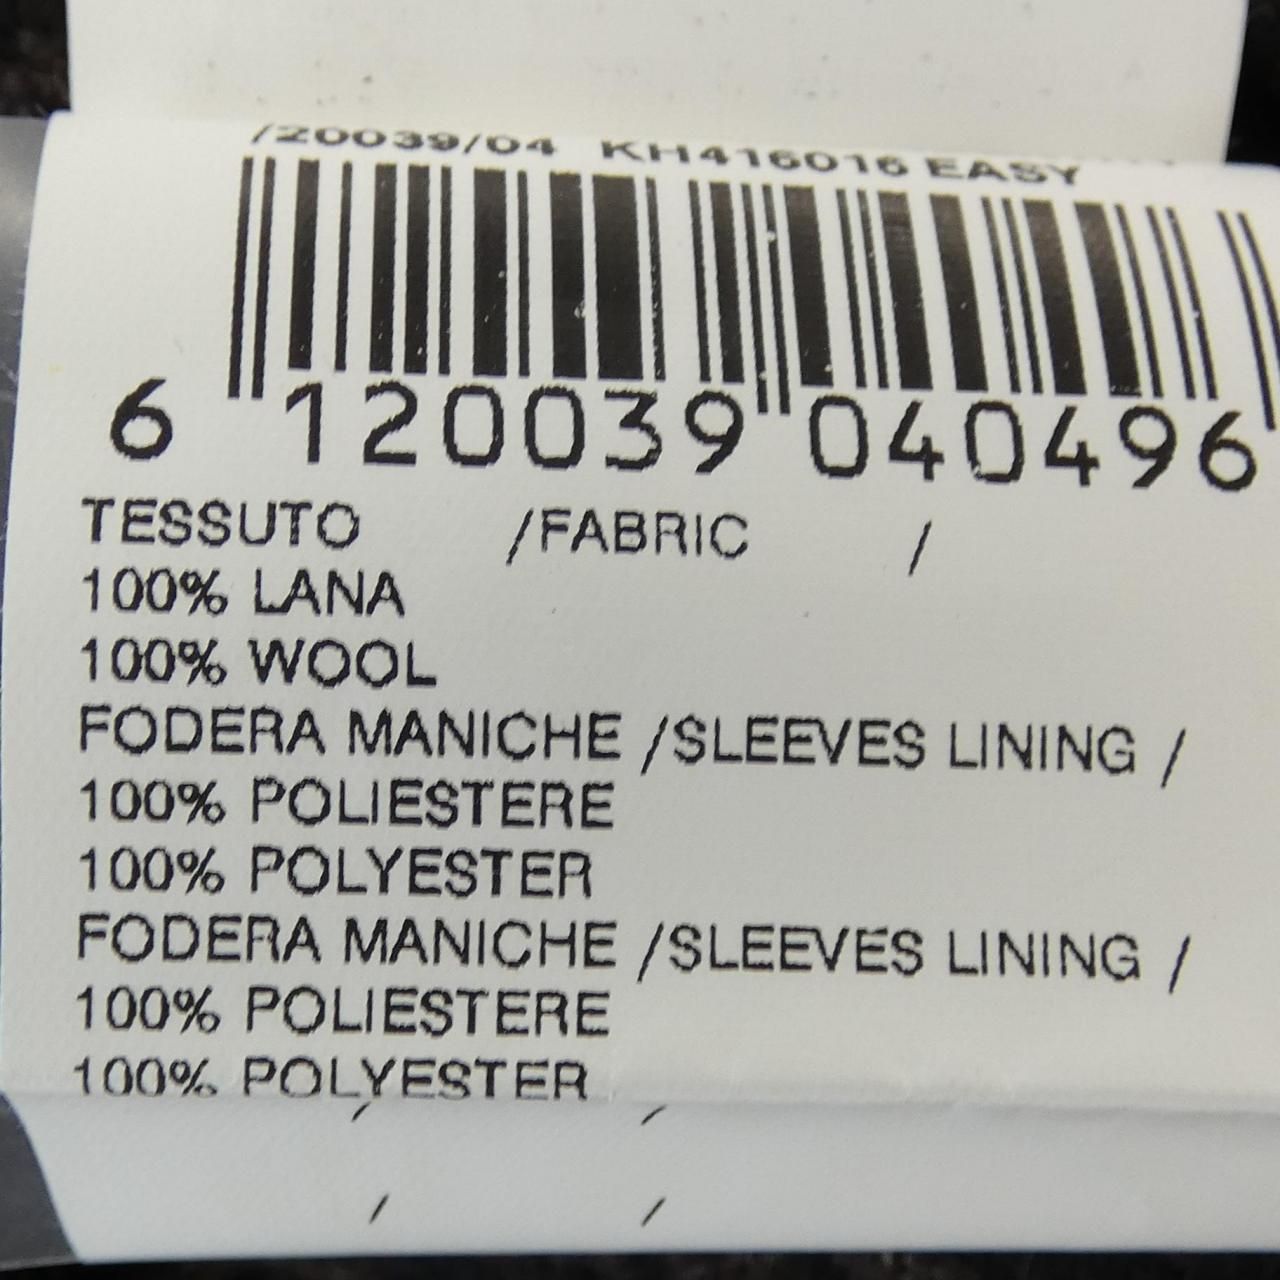 /20039/04 KH416016 EASY
6 120039 040496
TESSUTO /FABRIC /
100% LANA
100% WOOL
FODERA MANICHE /SLEEVES LINING /
100% POLIESTERE
100% POLYESTER
FODERA MANICHE /SLEEVES LINING /
100% POLIESTERE
100% POLYESTER
/ /
/ /